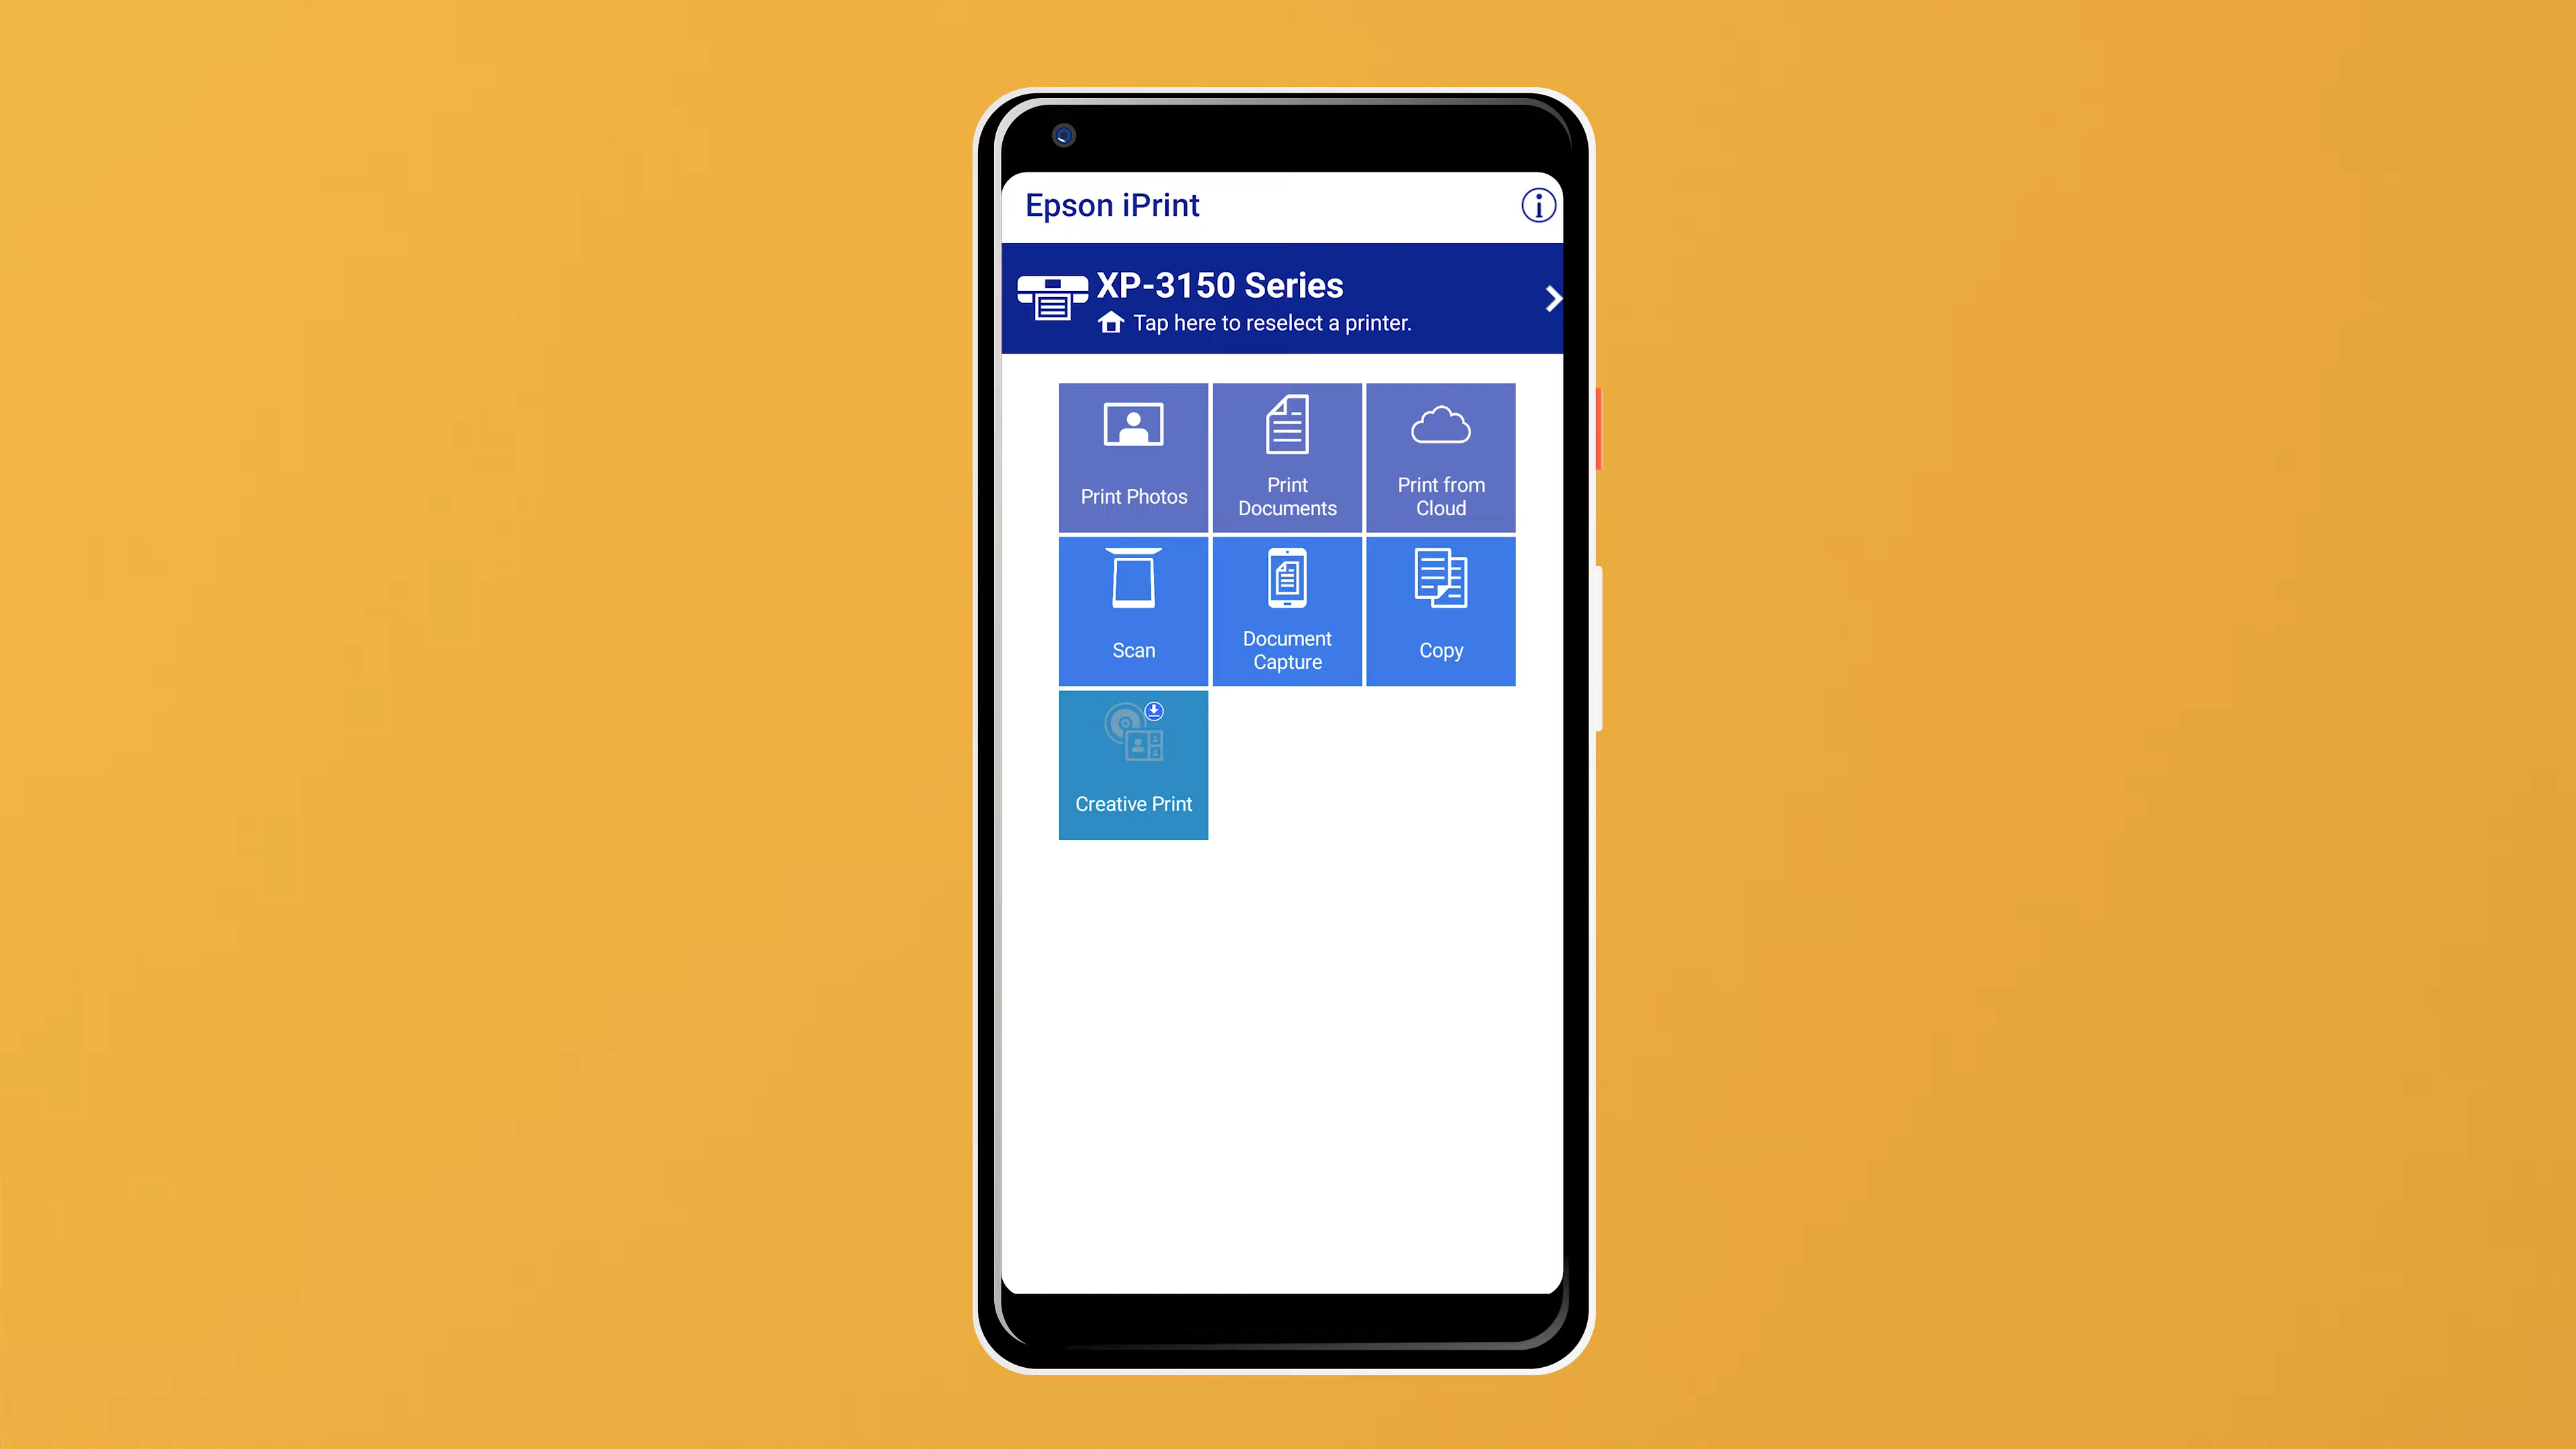 Epson iPrint
XP-3150 Series
Tap here to reselect a printer.
Print Photos
Print
Documents
Print from
Cloud
Scan
Document
Capture
Copy
Creative Print